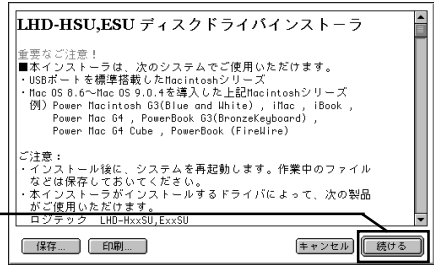 LHD-HSU,ESU ディスクドライバインストーラ
重要なご注意！
■本インストーラは、次のシステムでご使用いただけます。
・USBポートを標準搭載したMacintoshシリーズ
・Mac OS 8.6～Mac OS 9.0.4を導入した上記Macintoshシリーズ
例) Power Macintosh G3(Blue and White) , iMac , iBook ,
Power Mac G4 , PowerBook G3(BronzeKeyboard) ,
Power Mac G4 Cube , PowerBook (FireWire)
ご注意：
・インストール後に、システムを再起動します。作業中のファイル
などは保存しておいてください。
・本インストーラがインストールするドライバによって、次の製品
がご使用いただけます。
ロジテック LHD-HxxSU,ExxSU
保存... 印刷... キャンセル 続ける